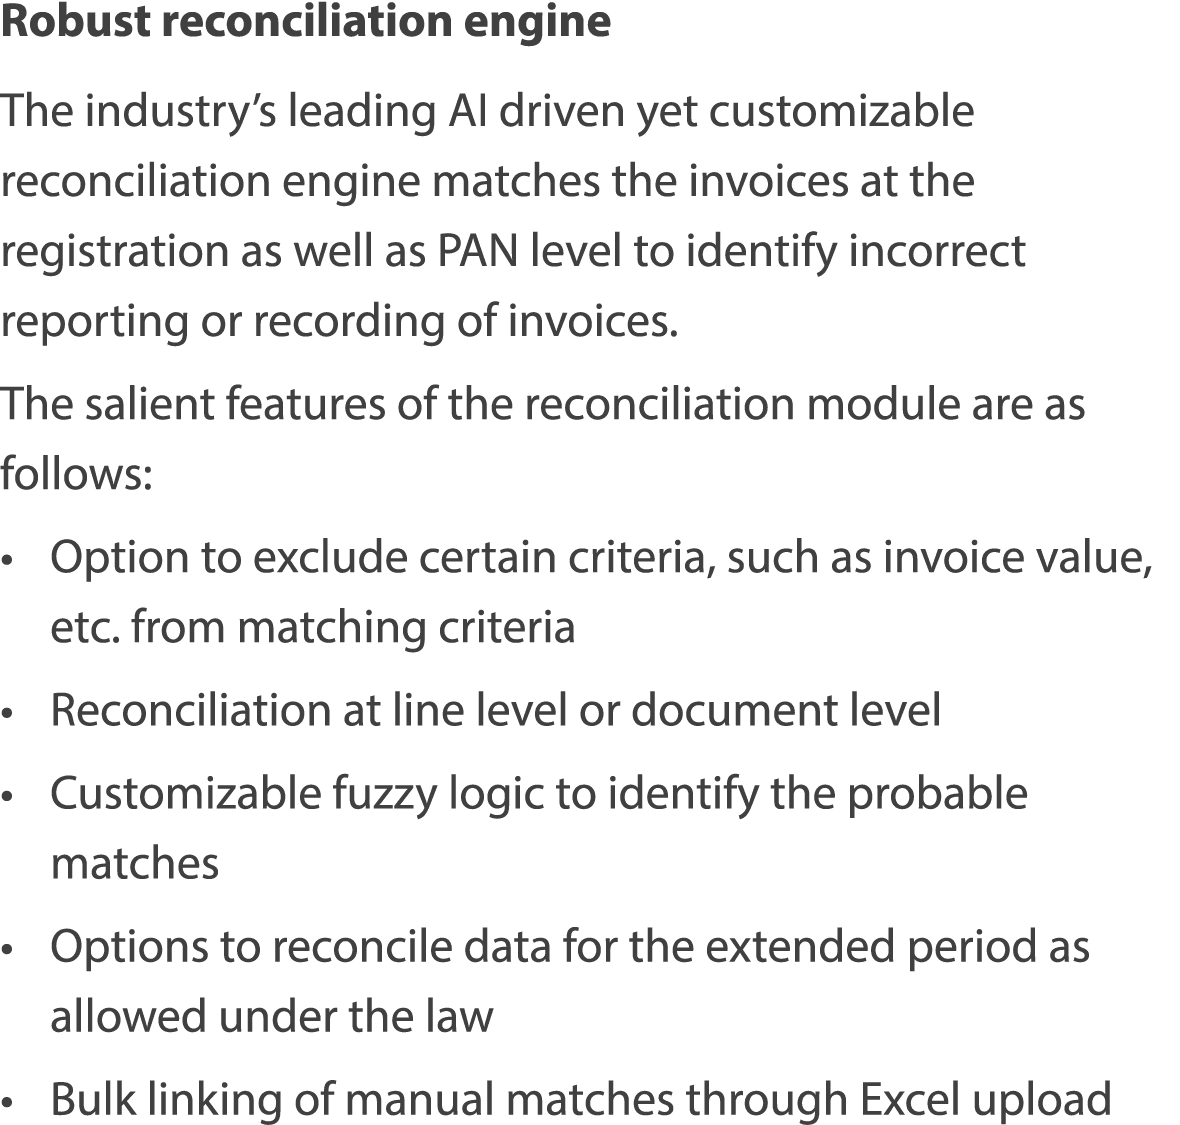 Robust reconciliation engine
The industry’s leading AI driven yet customizable
reconciliation engine matches the invoices at the
registration as well as PAN level to identify incorrect
reporting or recording of invoices.
The salient features of the reconciliation module are as
follows:
• Option to exclude certain criteria, such as invoice value,
etc. from matching criteria
• Reconciliation at line level or document level
• Customizable fuzzy logic to identify the probable
matches
• Options to reconcile data for the extended period as
allowed under the law
• Bulk linking of manual matches through Excel upload